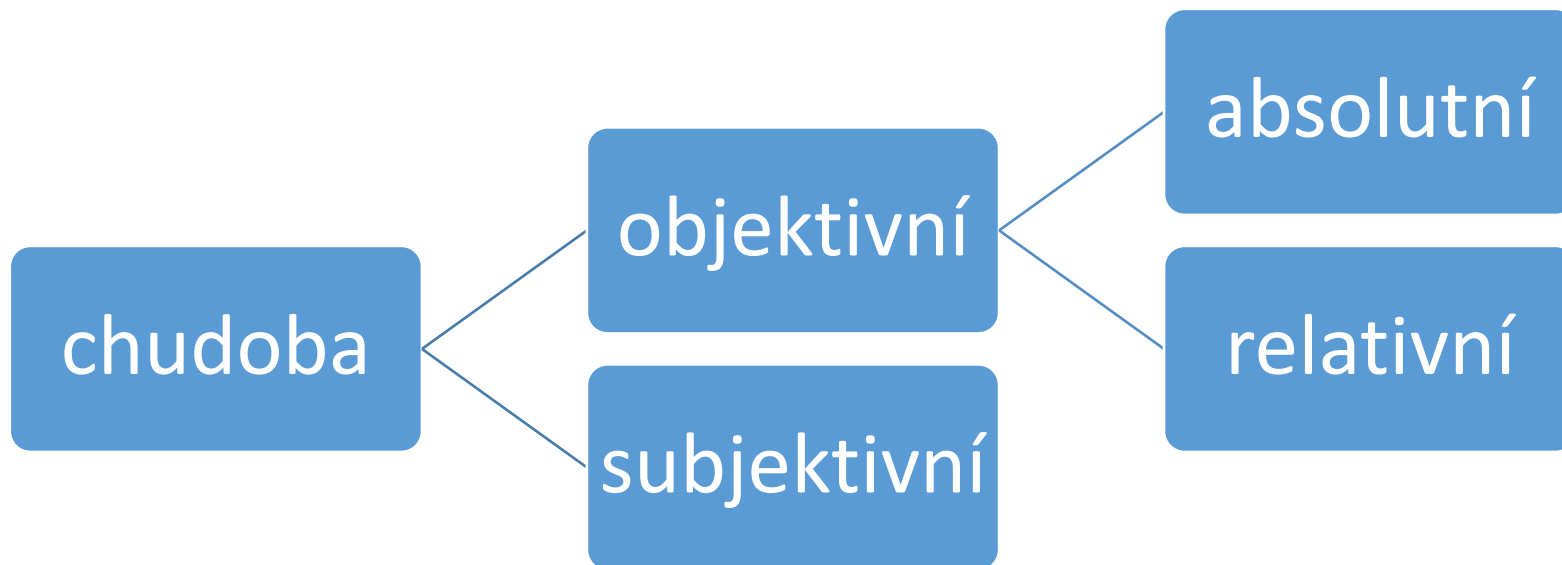 chudoba
objektivní
subjektivní
absolutní
relativní